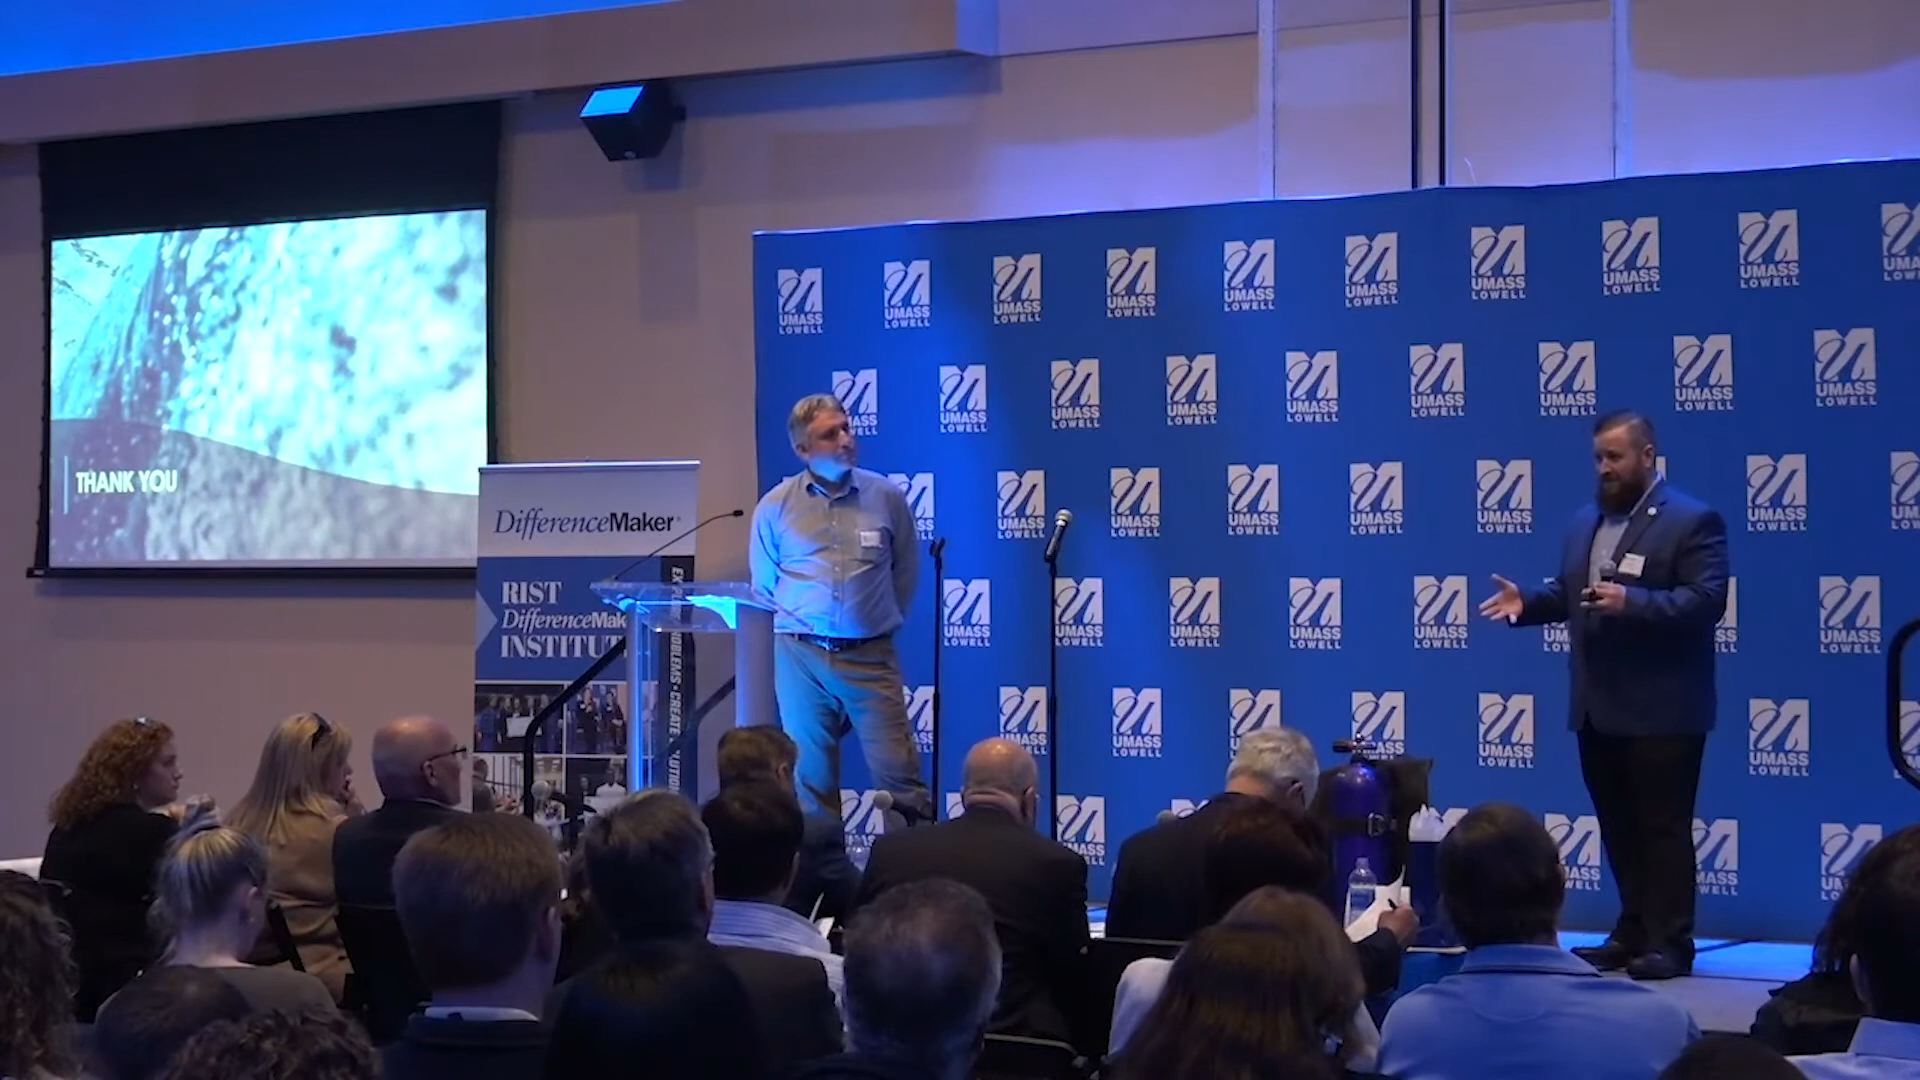 THANK YOU
DifferenceMaker
RIST
DifferenceMak
INSTITUT
UMASS
LOWELL